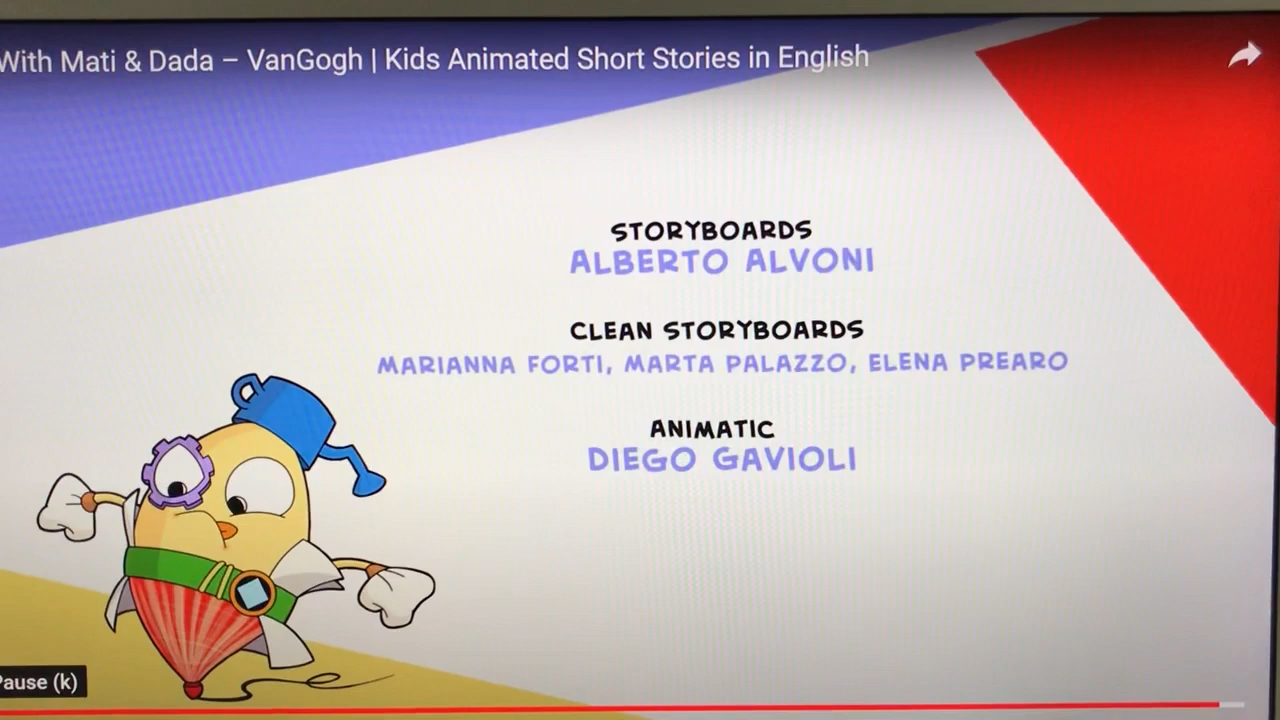 With Mati & Dada – VanGogh | Kids Animated Short Stories in English
STORYBOARDS
ALBERTO ALVONI
CLEAN STORYBOARDS
MARIANNA FORTI, MARTA PALAZZO, ELENA PREARO
ANIMATIC
DIEGO GAVIOLI
Pause (k)